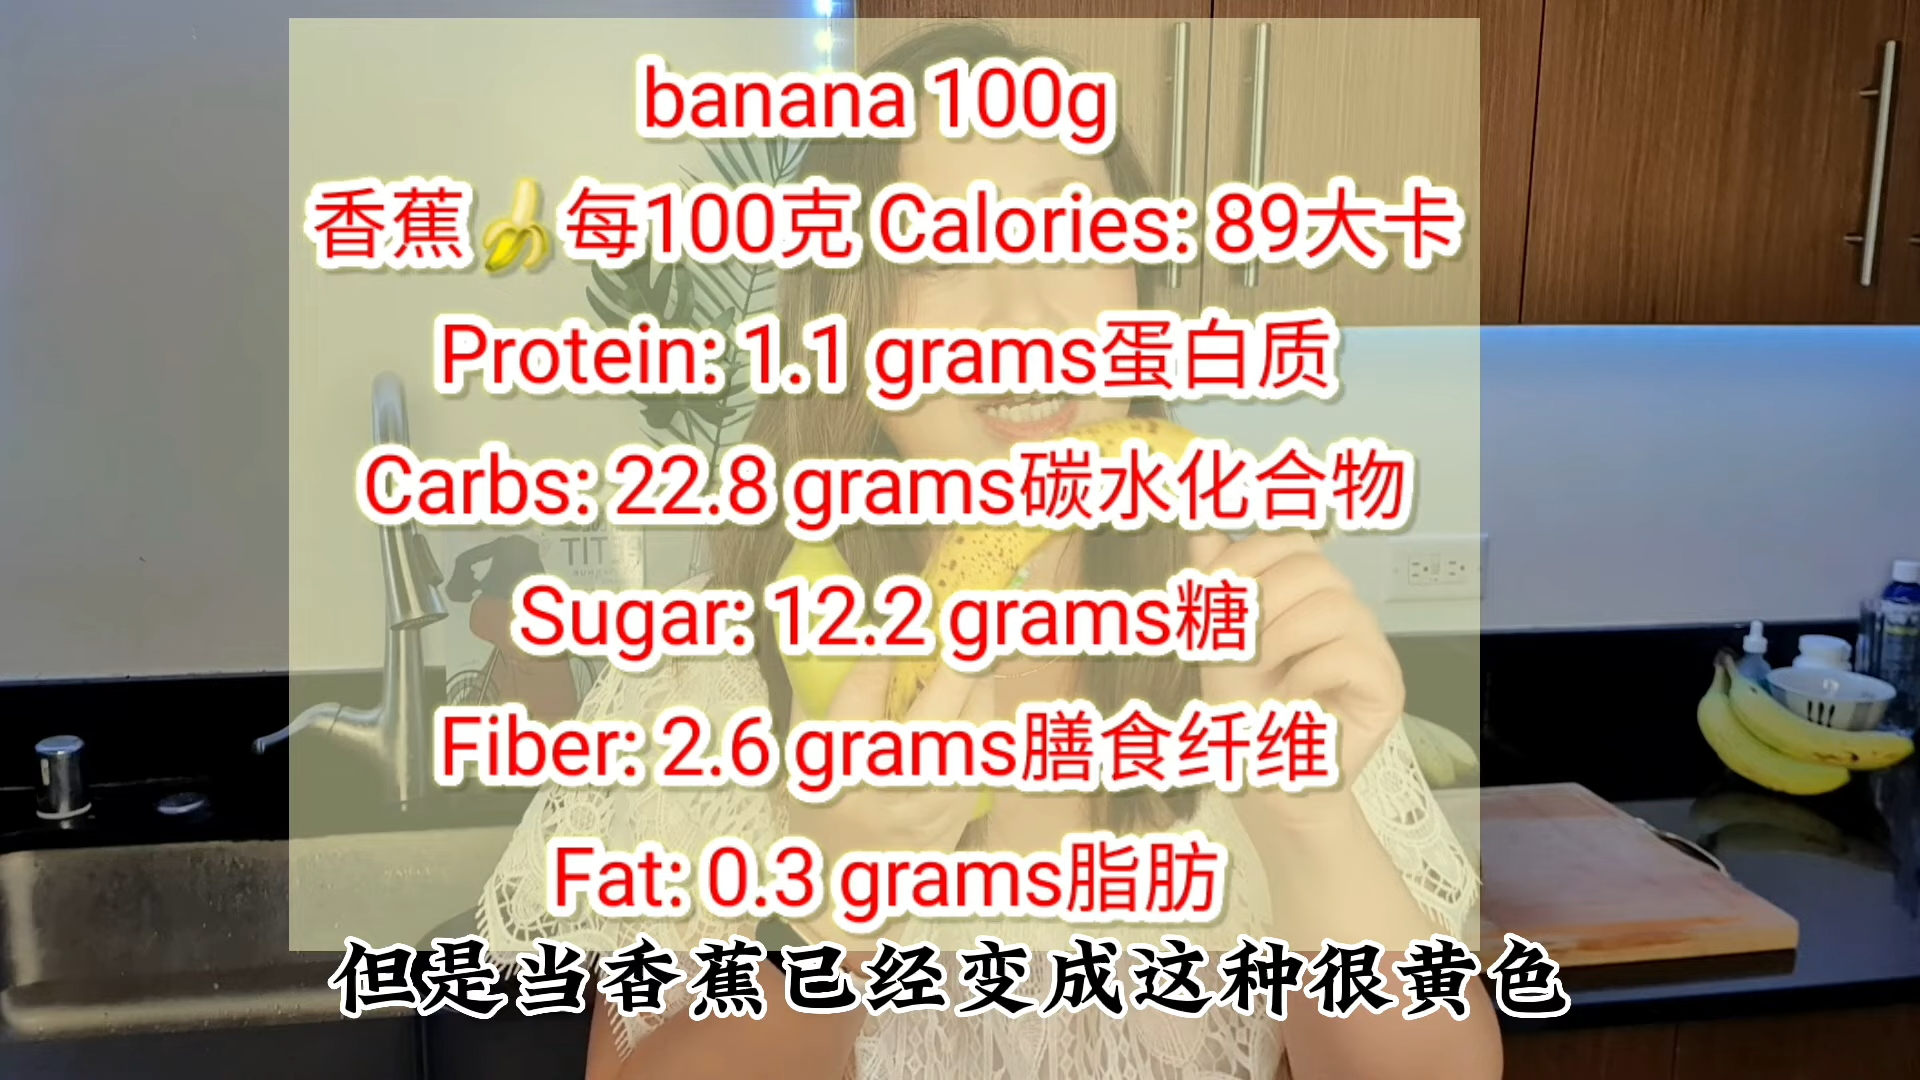 banana 100g
香蕉🍌每100克 Calories: 89大卡
Protein: 1.1 grams蛋白质
Carbs: 22.8 grams碳水化合物
TIT
Sugar: 12.2 grams糖
Fiber: 2.6 grams膳食纤维
Fat: 0.3 grams脂肪
但是当香蕉已经变成这种很黄色